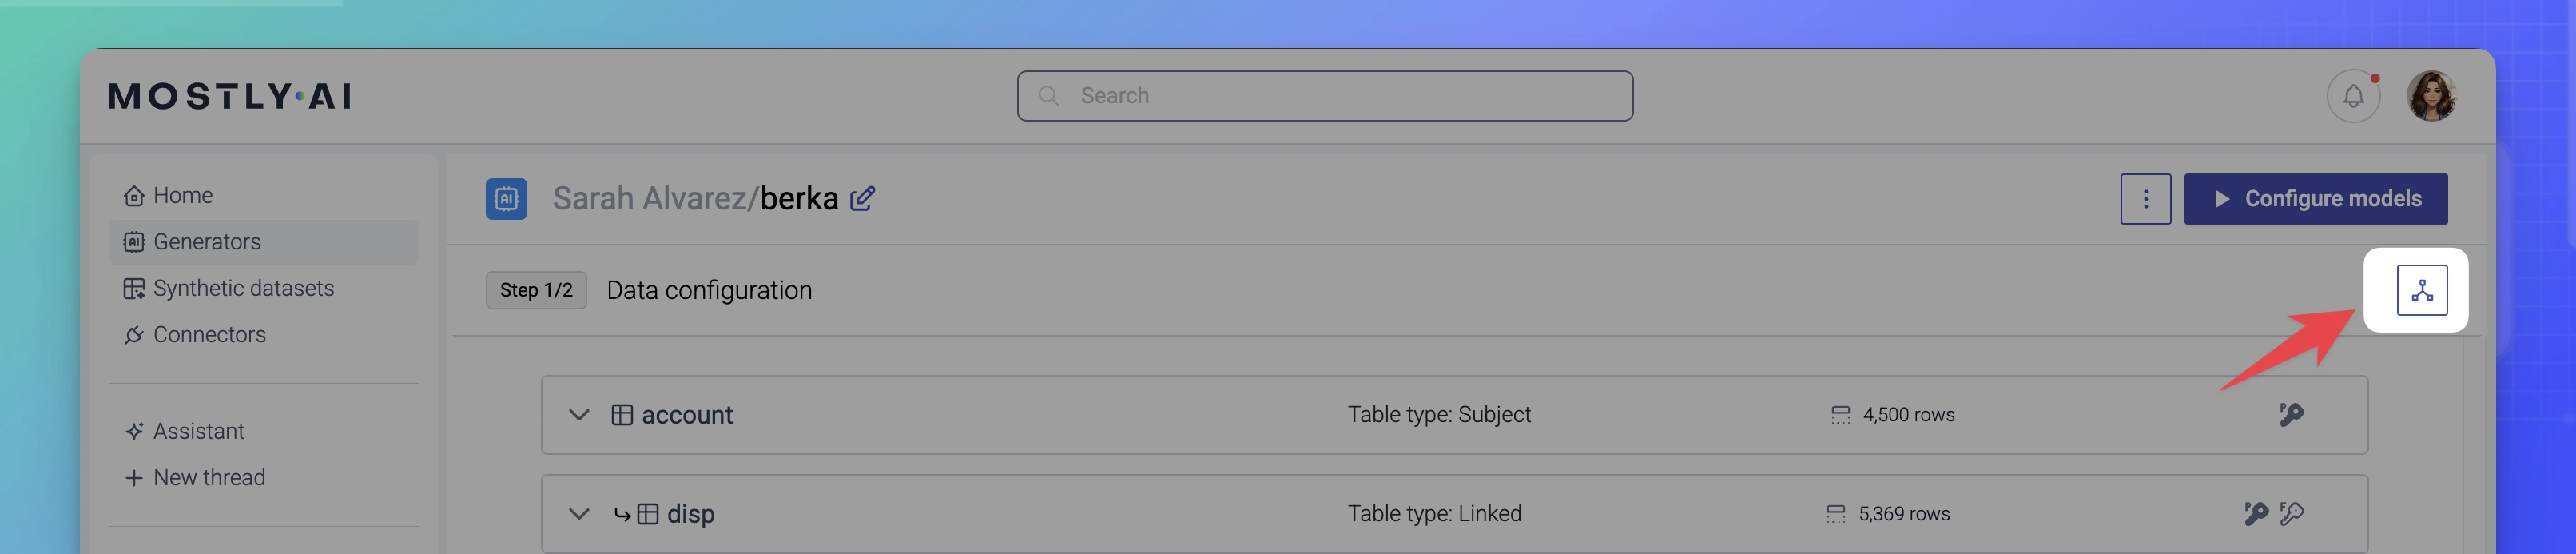 MOSTLY·AI
Search
Home
Generators
Synthetic datasets
Connectors
Assistant
New thread
AI
Sarah Alvarez/berka
Configure models
Step 1/2 Data configuration
account Table type: Subject 4,500 rows P
disp Table type: Linked 5,369 rows P F